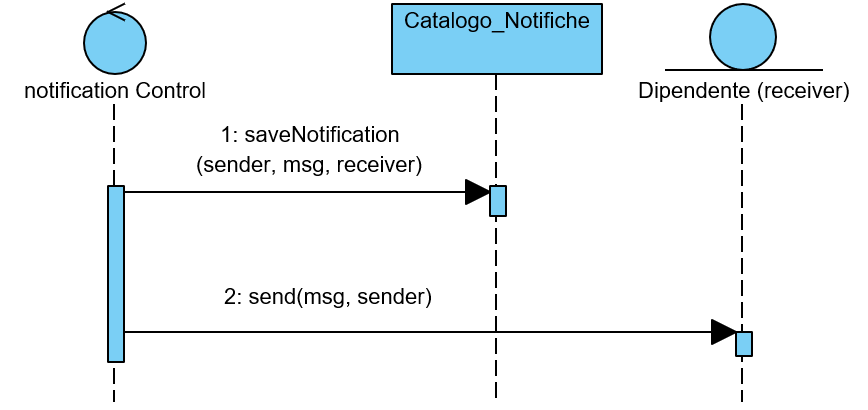 Catalogo_Notifiche
notification Control
Dipendente (receiver)
1: saveNotification
(sender, msg, receiver)
2: send(msg, sender)